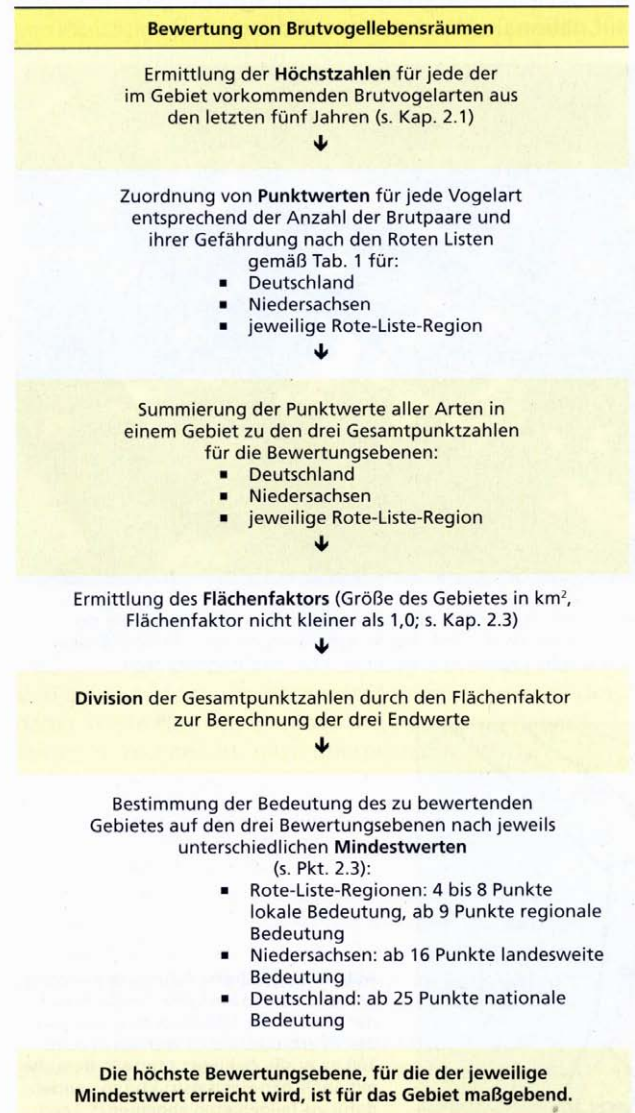 Bewertung von Brutvogellebensräumen
Ermittlung der Höchstzahlen für jede der
im Gebiet vorkommenden Brutvogelarten aus
den letzten fünf Jahren (s. Kap. 2.1)
↓
Zuordnung von Punktwerten für jede Vogelart
entsprechend der Anzahl der Brutpaare und
ihrer Gefährdung nach den Roten Listen
gemäß Tab. 1 für:
▪ Deutschland
▪ Niedersachsen
▪ jeweilige Rote-Liste-Region
↓
Summierung der Punktwerte aller Arten in
einem Gebiet zu den drei Gesamtpunktzahlen
für die Bewertungsebenen:
▪ Deutschland
▪ Niedersachsen
▪ jeweilige Rote-Liste-Region
↓
Ermittlung des Flächenfaktors (Größe des Gebietes in km²,
Flächenfaktor nicht kleiner als 1,0; s. Kap. 2.3)
↓
Division der Gesamtpunktzahlen durch den Flächenfaktor
zur Berechnung der drei Endwerte
↓
Bestimmung der Bedeutung des zu bewertenden
Gebietes auf den drei Bewertungsebenen nach jeweils
unterschiedlichen Mindestwerten
(s. Pkt. 2.3):
▪ Rote-Liste-Regionen: 4 bis 8 Punkte
lokale Bedeutung, ab 9 Punkte regionale
Bedeutung
▪ Niedersachsen: ab 16 Punkte landesweite
Bedeutung
▪ Deutschland: ab 25 Punkte nationale
Bedeutung
Die höchste Bewertungsebene, für die der jeweilige
Mindestwert erreicht wird, ist für das Gebiet maßgebend.